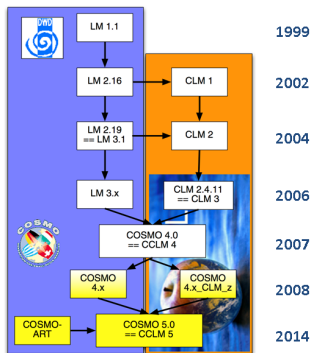 DWD
LM 1.1
1999
LM 2.16
CLM 1
2002
LM 2.19
== LM 3.1
CLM 2
2004
LM 3.x
CLM 2.4.11
== CLM 3
2006
COSMO
COSMO 4.0
== CCLM 4
2007
COSMO
4.x
COSMO
4.x_CLM_z
2008
COSMO-
ART
COSMO 5.0
== CCLM 5
2014